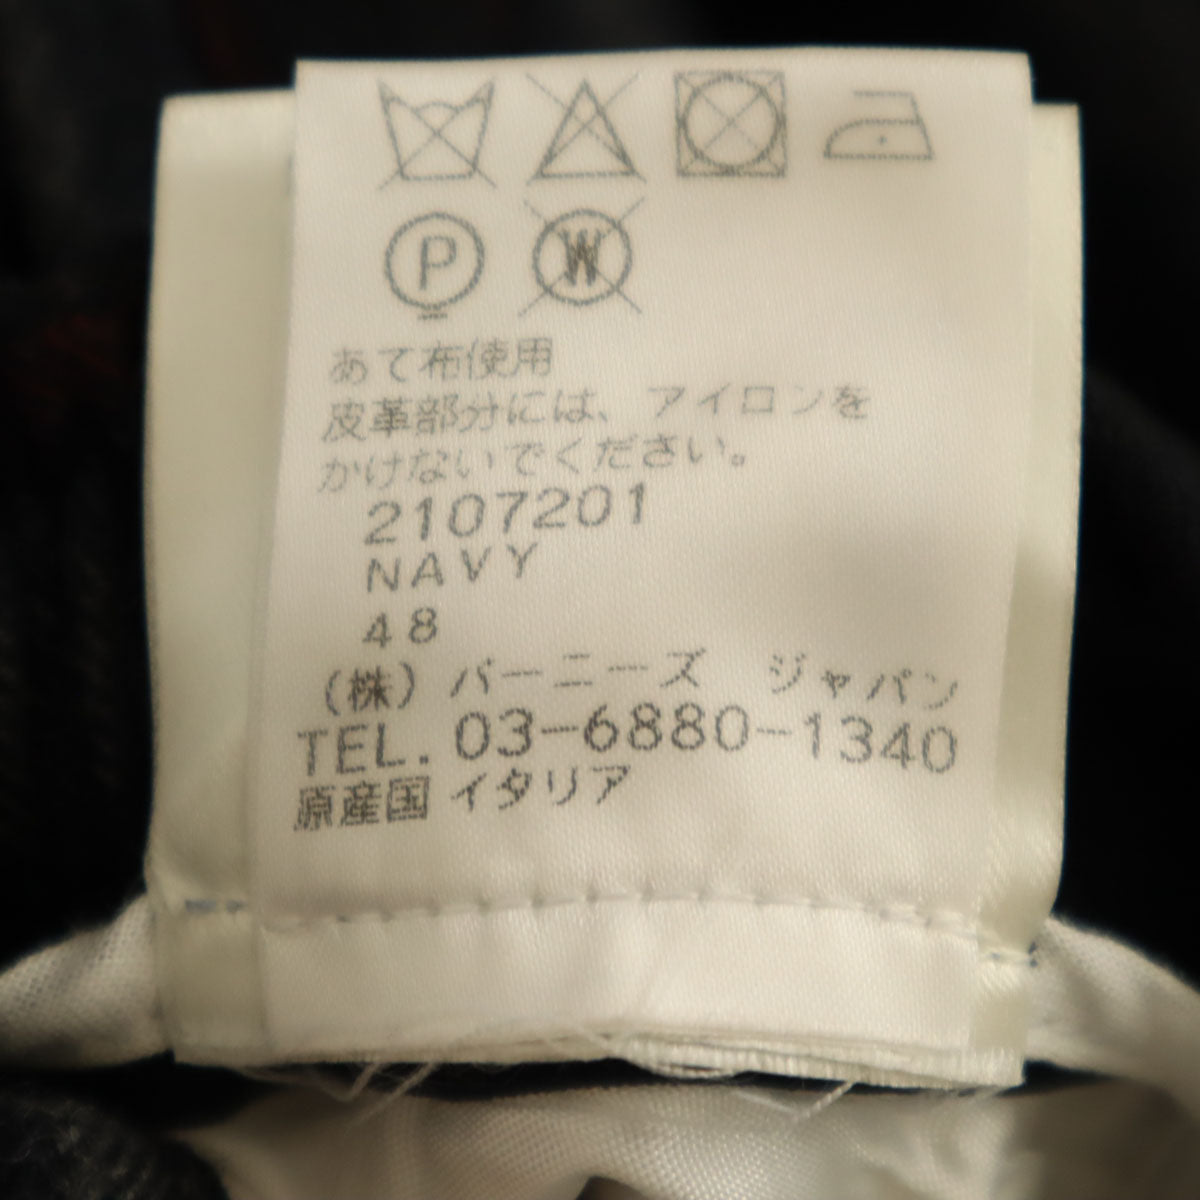 P W
あて布使用
皮革部分には、アイロンを
かけないでください。
2107201
NAVY
48
(株) バーニーズ ジャパン
TEL. 03-6880-1340
原産国 イタリア